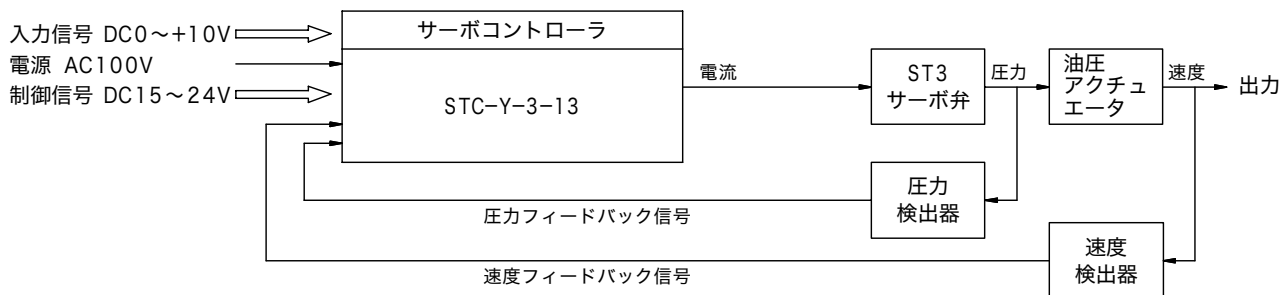 入力信号 DC0～+10V
電源 AC100V
制御信号 DC15～24V
サーボコントローラ
STC-Y-3-13
電流
ST3
サーボ弁
圧力
油圧
アクチュ
エータ
速度
出力
圧力
検出器
圧力フィードバック信号
速度
検出器
速度フィードバック信号